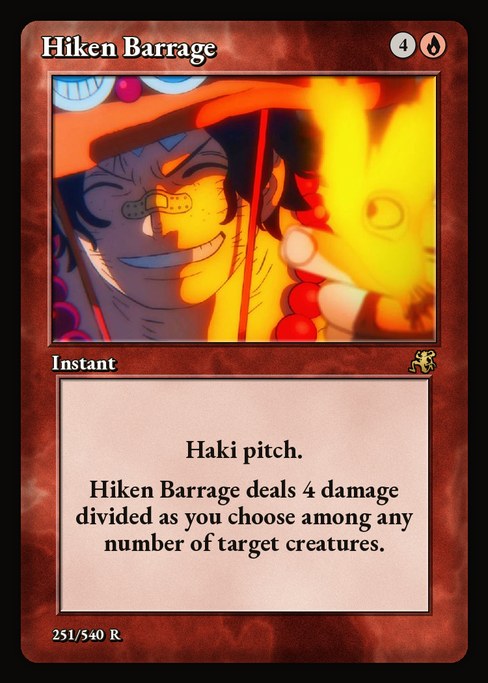 Hiken Barrage 4
Instant
Haki pitch.
Hiken Barrage deals 4 damage
divided as you choose among any
number of target creatures.
251/540 R